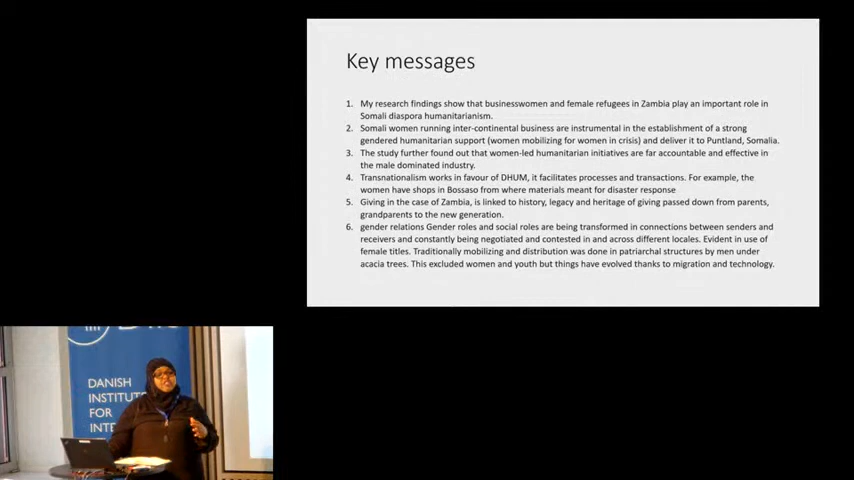 Key messages
1. My research findings show that businesswomen and female refugees in Zambia play an important role in
Somali diaspora humanitarianism.
2. Somali women running inter-continental business are instrumental in the establishment of a strong
gendered humanitarian support (women mobilizing for women in crisis) and deliver it to Puntland, Somalia.
3. The study further found out that women-led humanitarian initiatives are far accountable and effective in
the male dominated industry.
4. Transnationalism works in favour of DHUM, it facilitates processes and transactions. For example, the
women have shops in Bossaso from where materials meant for disaster response
5. Giving in the case of Zambia, is linked to history, legacy and heritage of giving passed down from parents,
grandparents to the new generation.
6. gender relations Gender roles and social roles are being transformed in connections between senders and
receivers and constantly being negotiated and contested in and across different locales. Evident in use of
female titles. Traditionally mobilizing and distribution was done in patriarchal structures by men under
acacia trees. This excluded women and youth but things have evolved thanks to migration and technology.
DANISH
INSTITUT
FOR
INTE